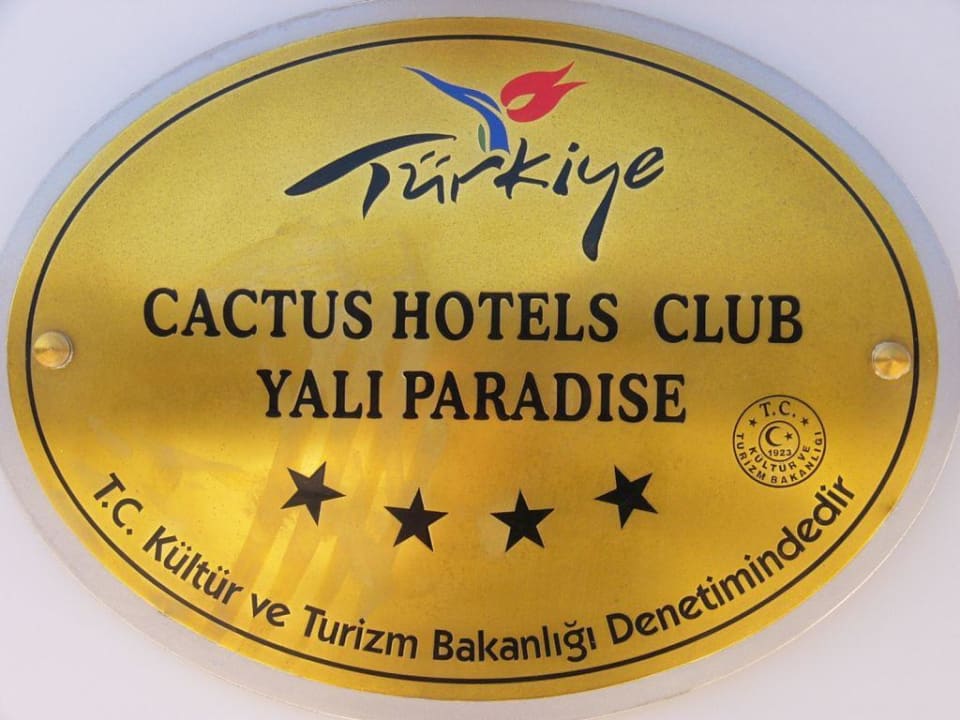 Türkiye
CACTUS HOTELS CLUB
YALI PARADISE
T.C.
1923
KÜLTÜR VE
TURİZM BAKANLIĞI
T.C. Kültür ve Turizm Bakanlığı Denetimindedir